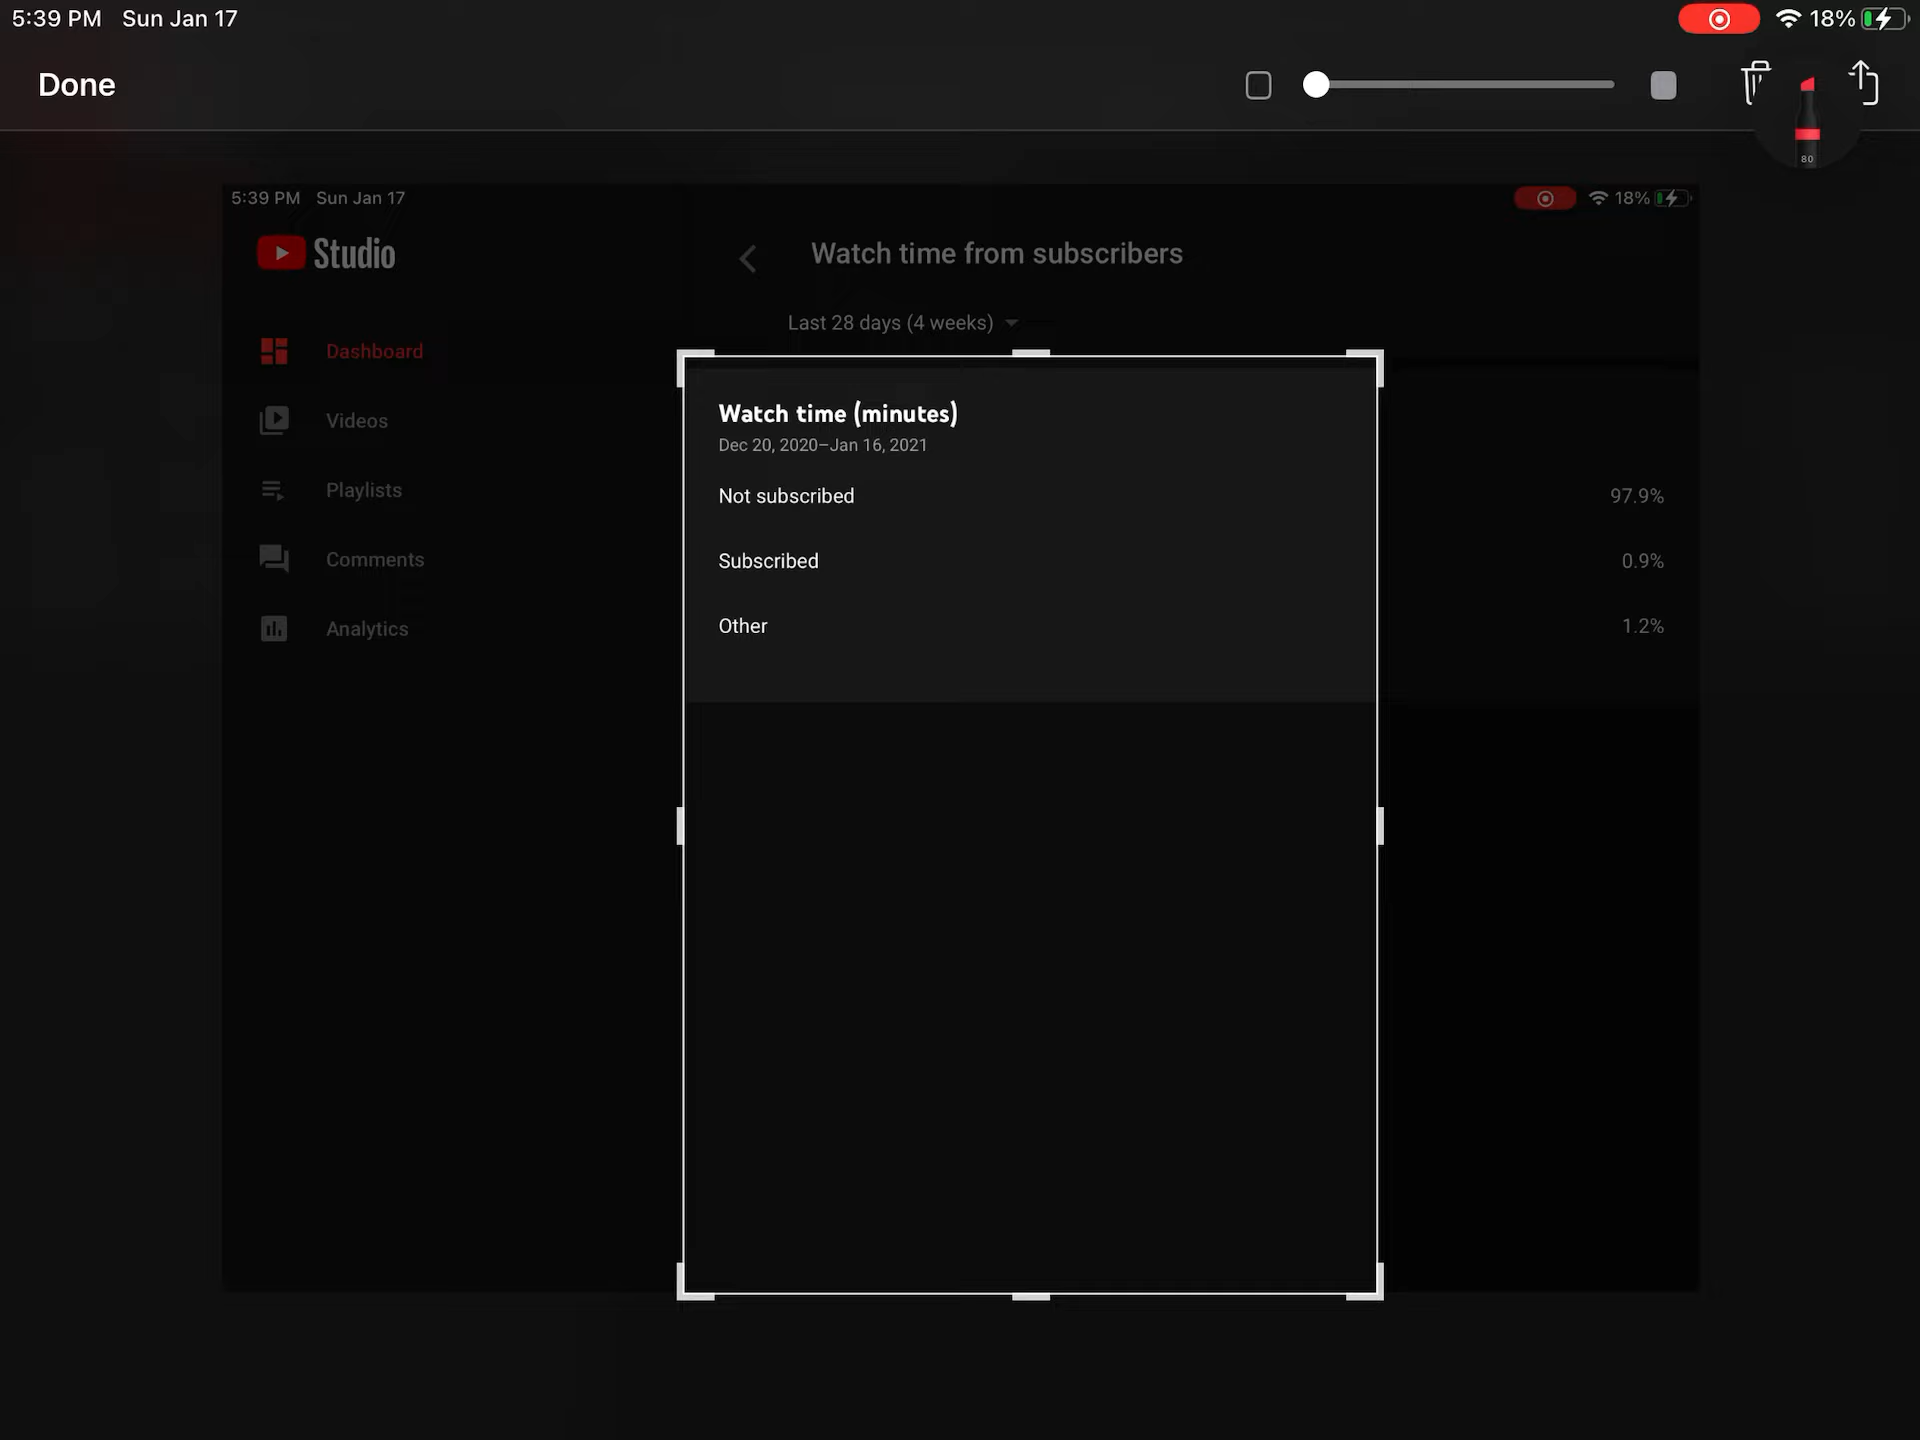 5:39 PM Sun Jan 17 18%
Done
80
5:39 PM Sun Jan 17 18%
Studio
Watch time from subscribers
Last 28 days (4 weeks)
Dashboard
Videos
Playlists
Comments
Analytics
Watch time (minutes)
Dec 20, 2020–Jan 16, 2021
Not subscribed 97.9%
Subscribed 0.9%
Other 1.2%